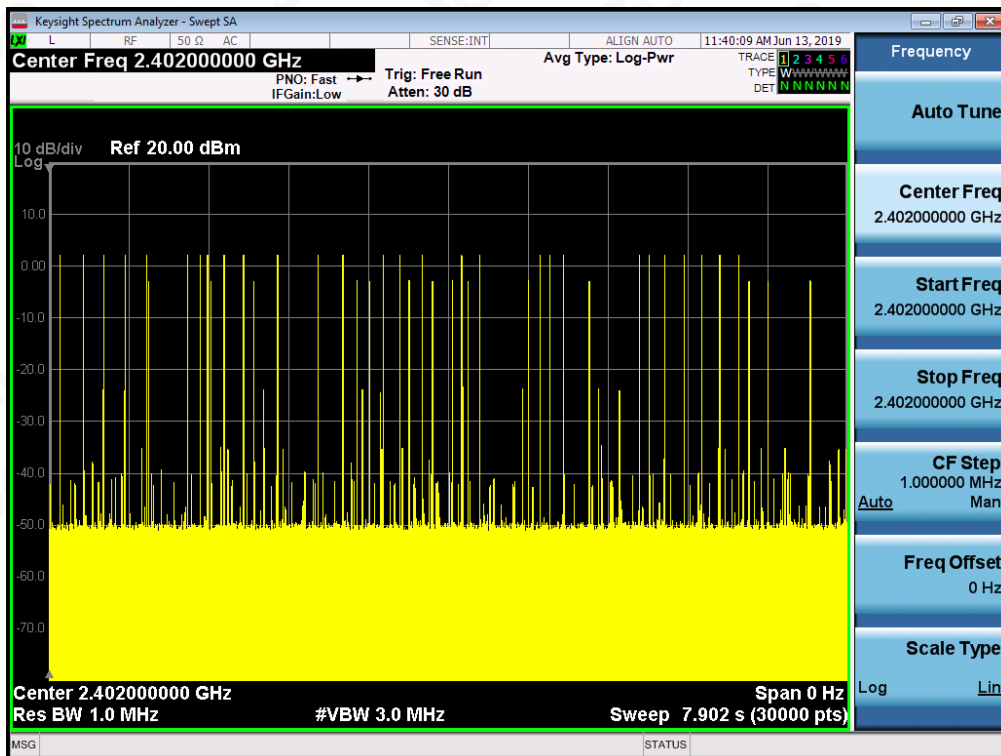 Keysight Spectrum Analyzer - Swept SA
LXI L RF 50 Ω AC SENSE:INT ALIGN AUTO 11:40:09 AM Jun 13, 2019
Center Freq 2.402000000 GHz
PNO: Fast
IFGain:Low
Trig: Free Run
Atten: 30 dB
Avg Type: Log-Pwr
TRACE 1 2 3 4 5 6
TYPE WWWWWWW
DET N N N N N N
10 dB/div Ref 20.00 dBm
Log
10.0
0.00
-10.0
-20.0
-30.0
-40.0
-50.0
-60.0
-70.0
Center 2.402000000 GHz Span 0 Hz
Res BW 1.0 MHz #VBW 3.0 MHz Sweep 7.902 s (30000 pts)
MSG STATUS
Frequency
Auto Tune
Center Freq
2.402000000 GHz
Start Freq
2.402000000 GHz
Stop Freq
2.402000000 GHz
CF Step
1.000000 MHz
Auto Man
Freq Offset
0 Hz
Scale Type
Log Lin